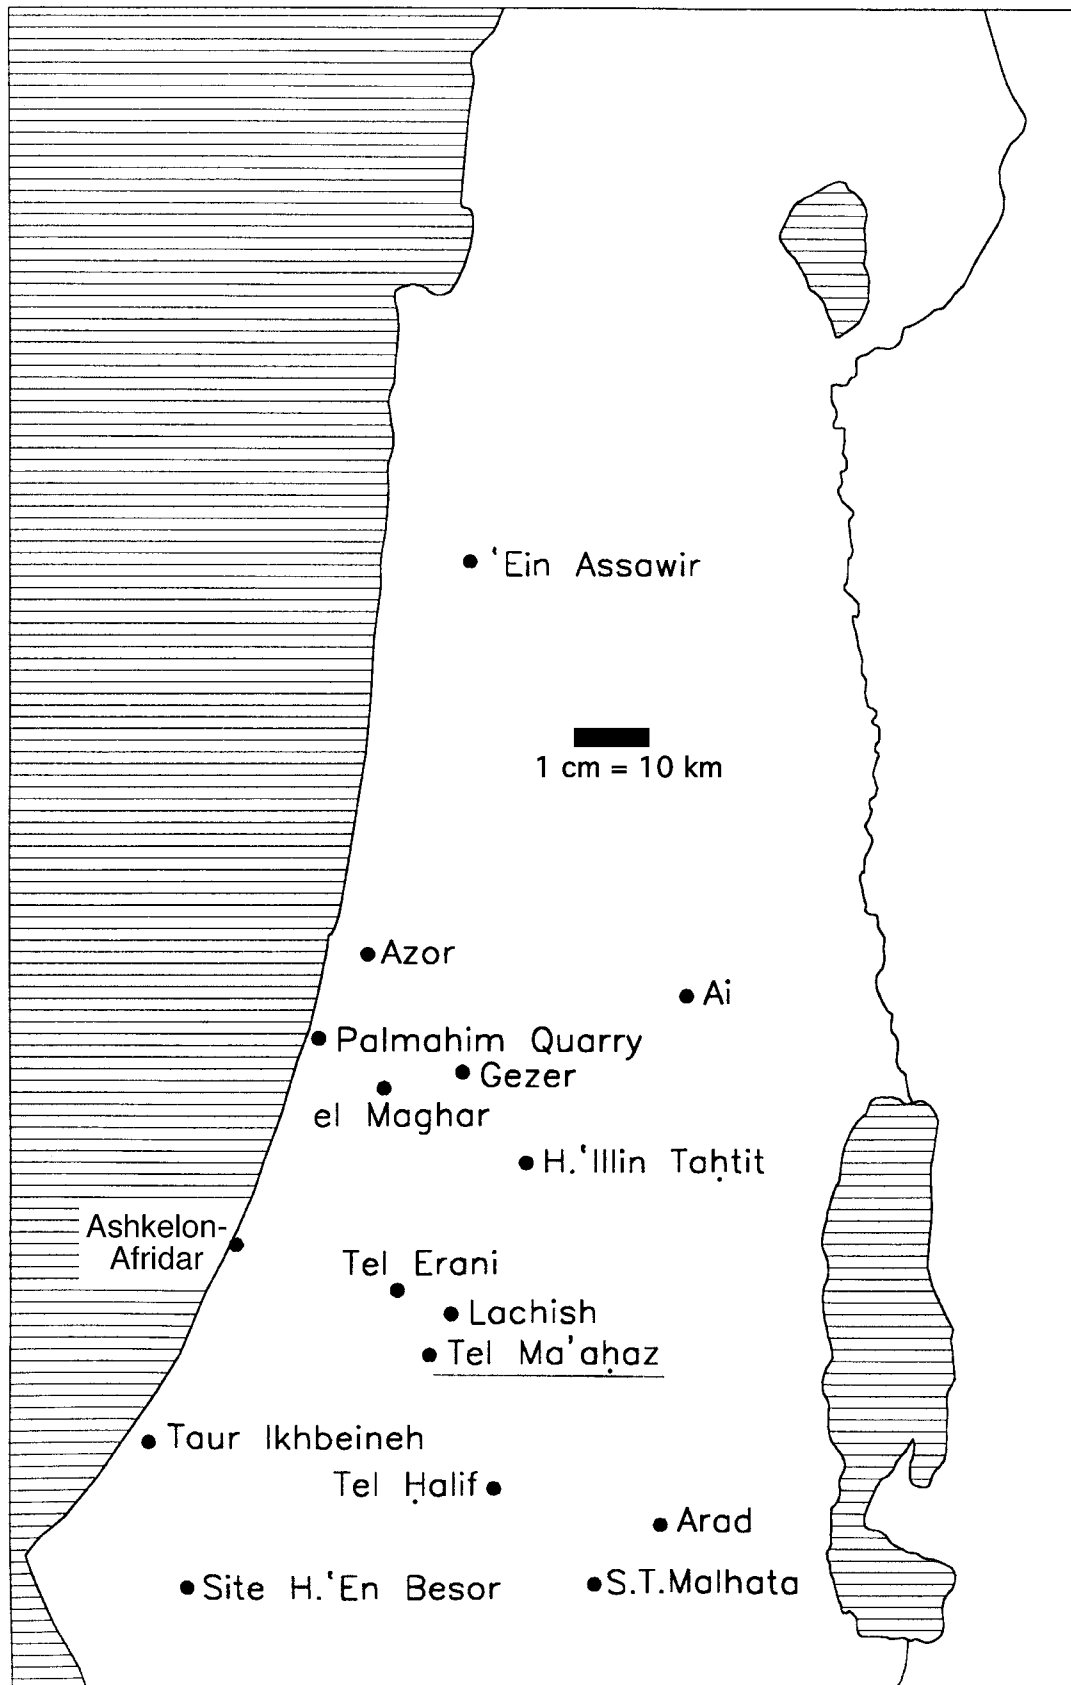 ‘Ein Assawir
1 cm = 10 km
Azor
Ai
Palmahim Quarry
Gezer
el Maghar
H.‘Illin Taḥtit
Ashkelon-
Afridar
Tel Erani
Lachish
Tel Ma’aḥaz
Taur Ikhbeineh
Tel Ḥalif
Arad
Site H.‘En Besor
S.T.Malhata